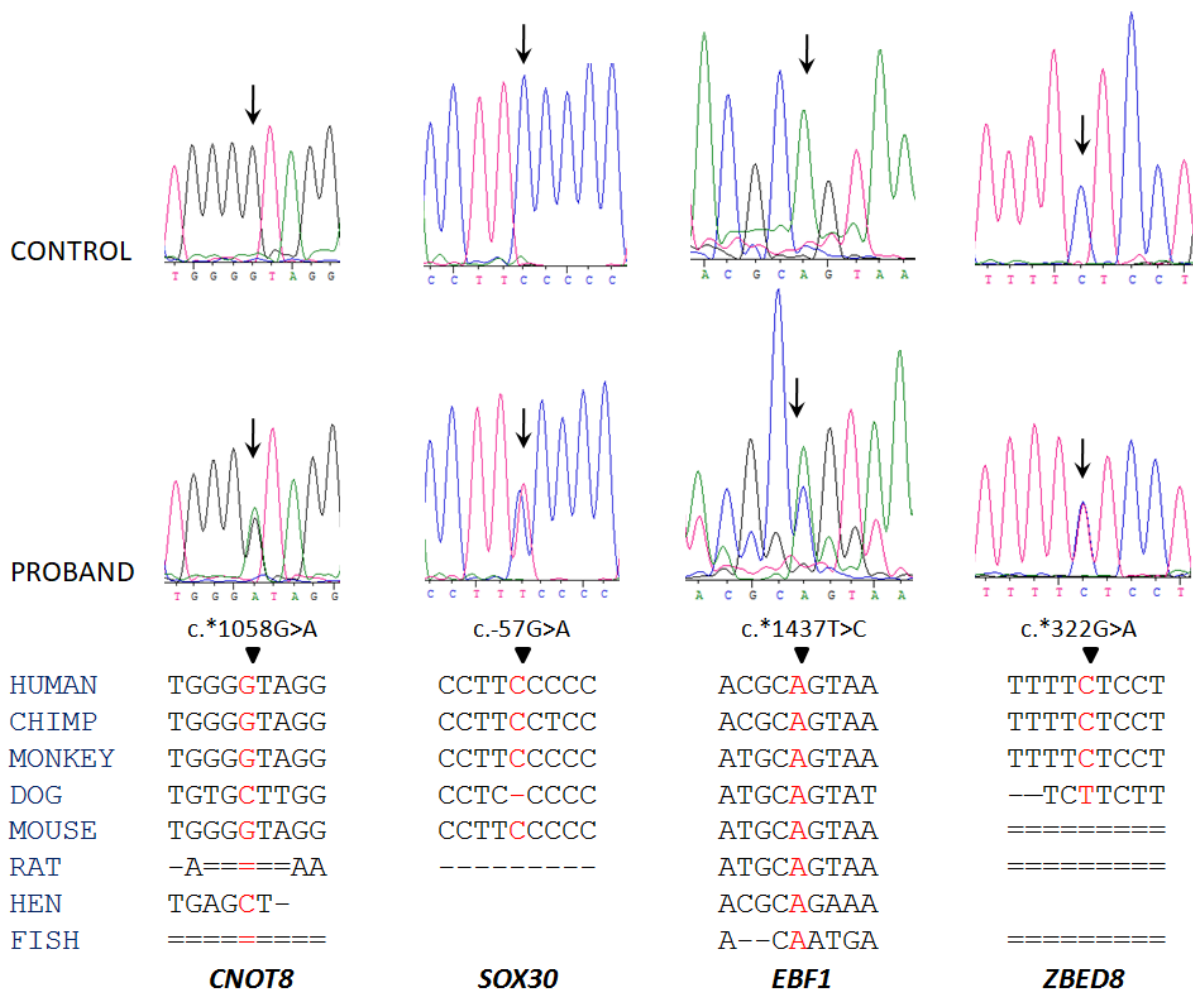 CONTROL
T G G G G T A G G
C C T T C C C C C
A C G C A G T A A
T T T T C T C C T
PROBAND
T G G G A T A G G
C C T T T C C C C
A C G C A G T A A
T T T T C T C C T
c.*1058G>A c.-57G>A c.*1437T>C c.*322G>A
HUMAN TGGGGTAGG CCTTCCCCC ACGCAGTAA TTTTCTCCT
CHIMP TGGGGTAGG CCTTCCTCC ACGCAGTAA TTTTCTCCT
MONKEY TGGGGTAGG CCTTCCCCC ATGCAGTAA TTTTCTCCT
DOG TGTGCTTGG CCTC-CCCC ATGCAGTAT --TCTTCTT
MOUSE TGGGGTAGG CCTTCCCCC ATGCAGTAA =========
RAT -A=====AA --------- ATGCAGTAA =========
HEN TGAGCT- ACGCAGAAA
FISH ========= A--CAATGA =========
CNOT8 SOX30 EBF1 ZBED8